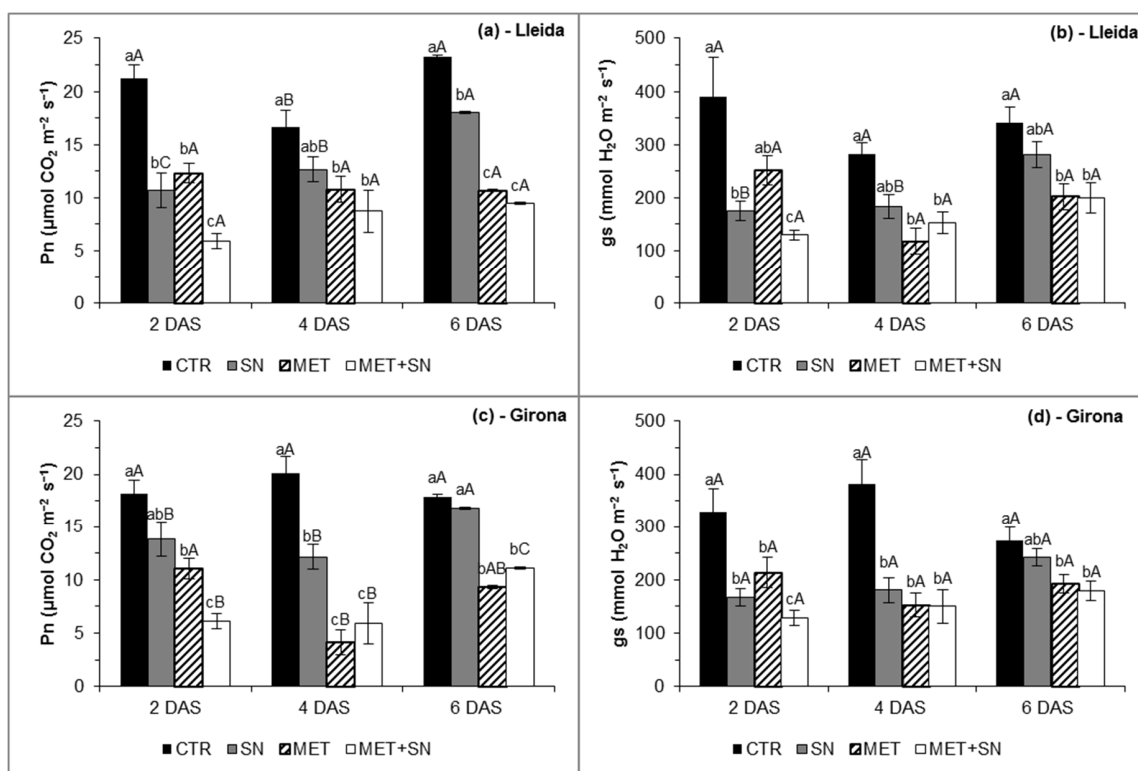 (a) - Lleida
Pn (µmol CO₂ m⁻² s⁻¹)
25
20
15
10
5
0
aA bC bA cA
aB abB bA bA
aA bA cA cA
2 DAS 4 DAS 6 DAS
CTR SN MET MET+SN
(b) - Lleida
gs (mmol H₂O m⁻² s⁻¹)
500
400
300
200
100
0
aA bB abA cA
aA abB bA bA
aA abA bA bA
2 DAS 4 DAS 6 DAS
CTR SN MET MET+SN
(c) - Girona
Pn (µmol CO₂ m⁻² s⁻¹)
25
20
15
10
5
0
aA abB bA cB
aA bB cB cB
aA aA bAB bC
2 DAS 4 DAS 6 DAS
CTR SN MET MET+SN
(d) - Girona
gs (mmol H₂O m⁻² s⁻¹)
500
400
300
200
100
0
aA bA bA cA
aA bA bA bA
aA abA bA bA
2 DAS 4 DAS 6 DAS
CTR SN MET MET+SN